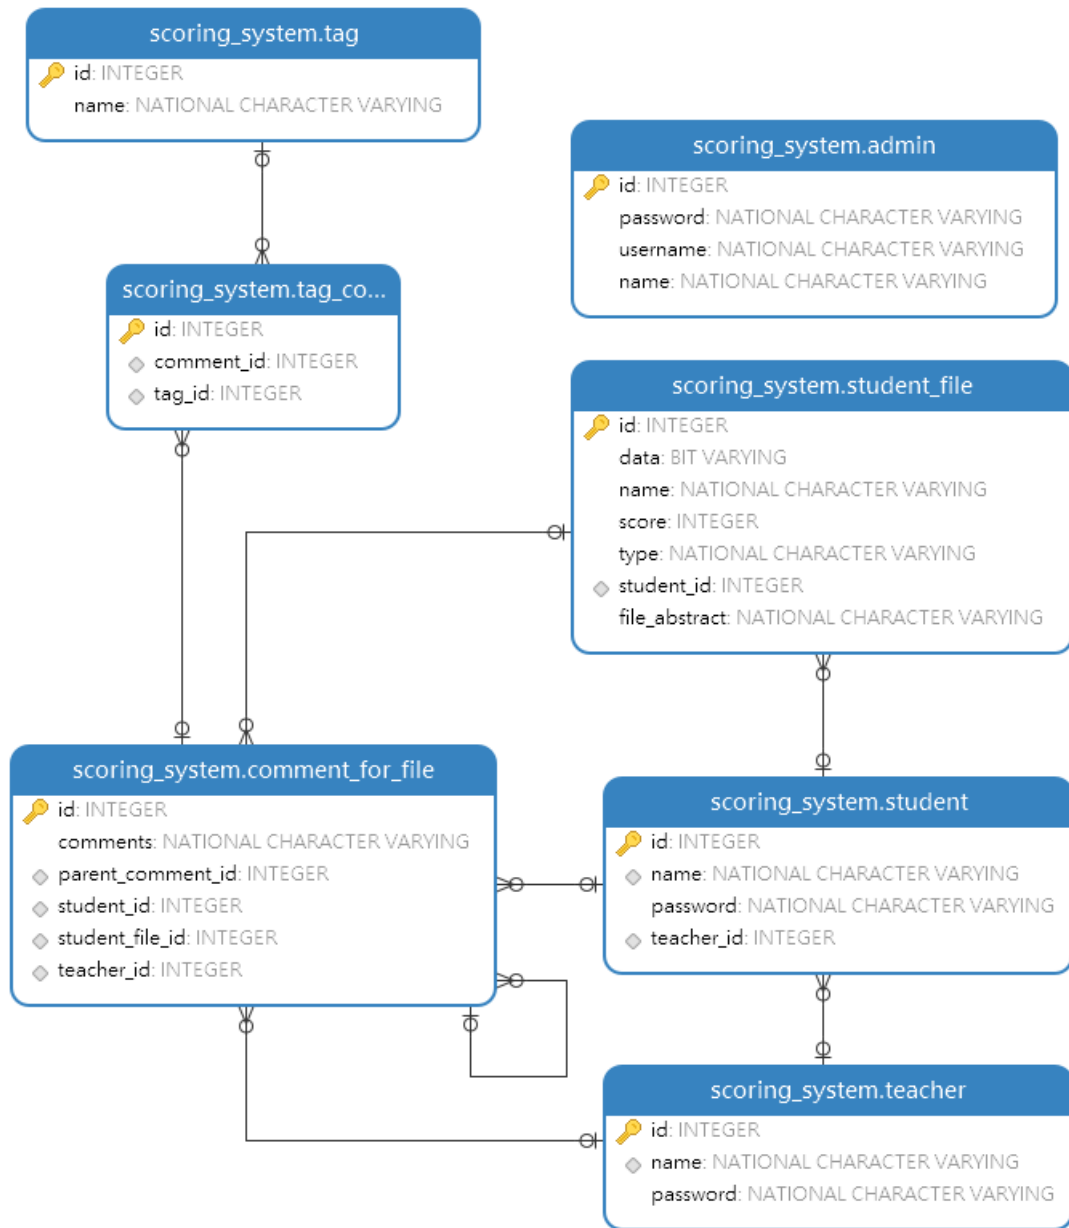 scoring_system.tag
id: INTEGER
name: NATIONAL CHARACTER VARYING
scoring_system.admin
id: INTEGER
password: NATIONAL CHARACTER VARYING
username: NATIONAL CHARACTER VARYING
name: NATIONAL CHARACTER VARYING
scoring_system.tag_co...
id: INTEGER
comment_id: INTEGER
tag_id: INTEGER
scoring_system.student_file
id: INTEGER
data: BIT VARYING
name: NATIONAL CHARACTER VARYING
score: INTEGER
type: NATIONAL CHARACTER VARYING
student_id: INTEGER
file_abstract: NATIONAL CHARACTER VARYING
scoring_system.comment_for_file
id: INTEGER
comments: NATIONAL CHARACTER VARYING
parent_comment_id: INTEGER
student_id: INTEGER
student_file_id: INTEGER
teacher_id: INTEGER
scoring_system.student
id: INTEGER
name: NATIONAL CHARACTER VARYING
password: NATIONAL CHARACTER VARYING
teacher_id: INTEGER
scoring_system.teacher
id: INTEGER
name: NATIONAL CHARACTER VARYING
password: NATIONAL CHARACTER VARYING